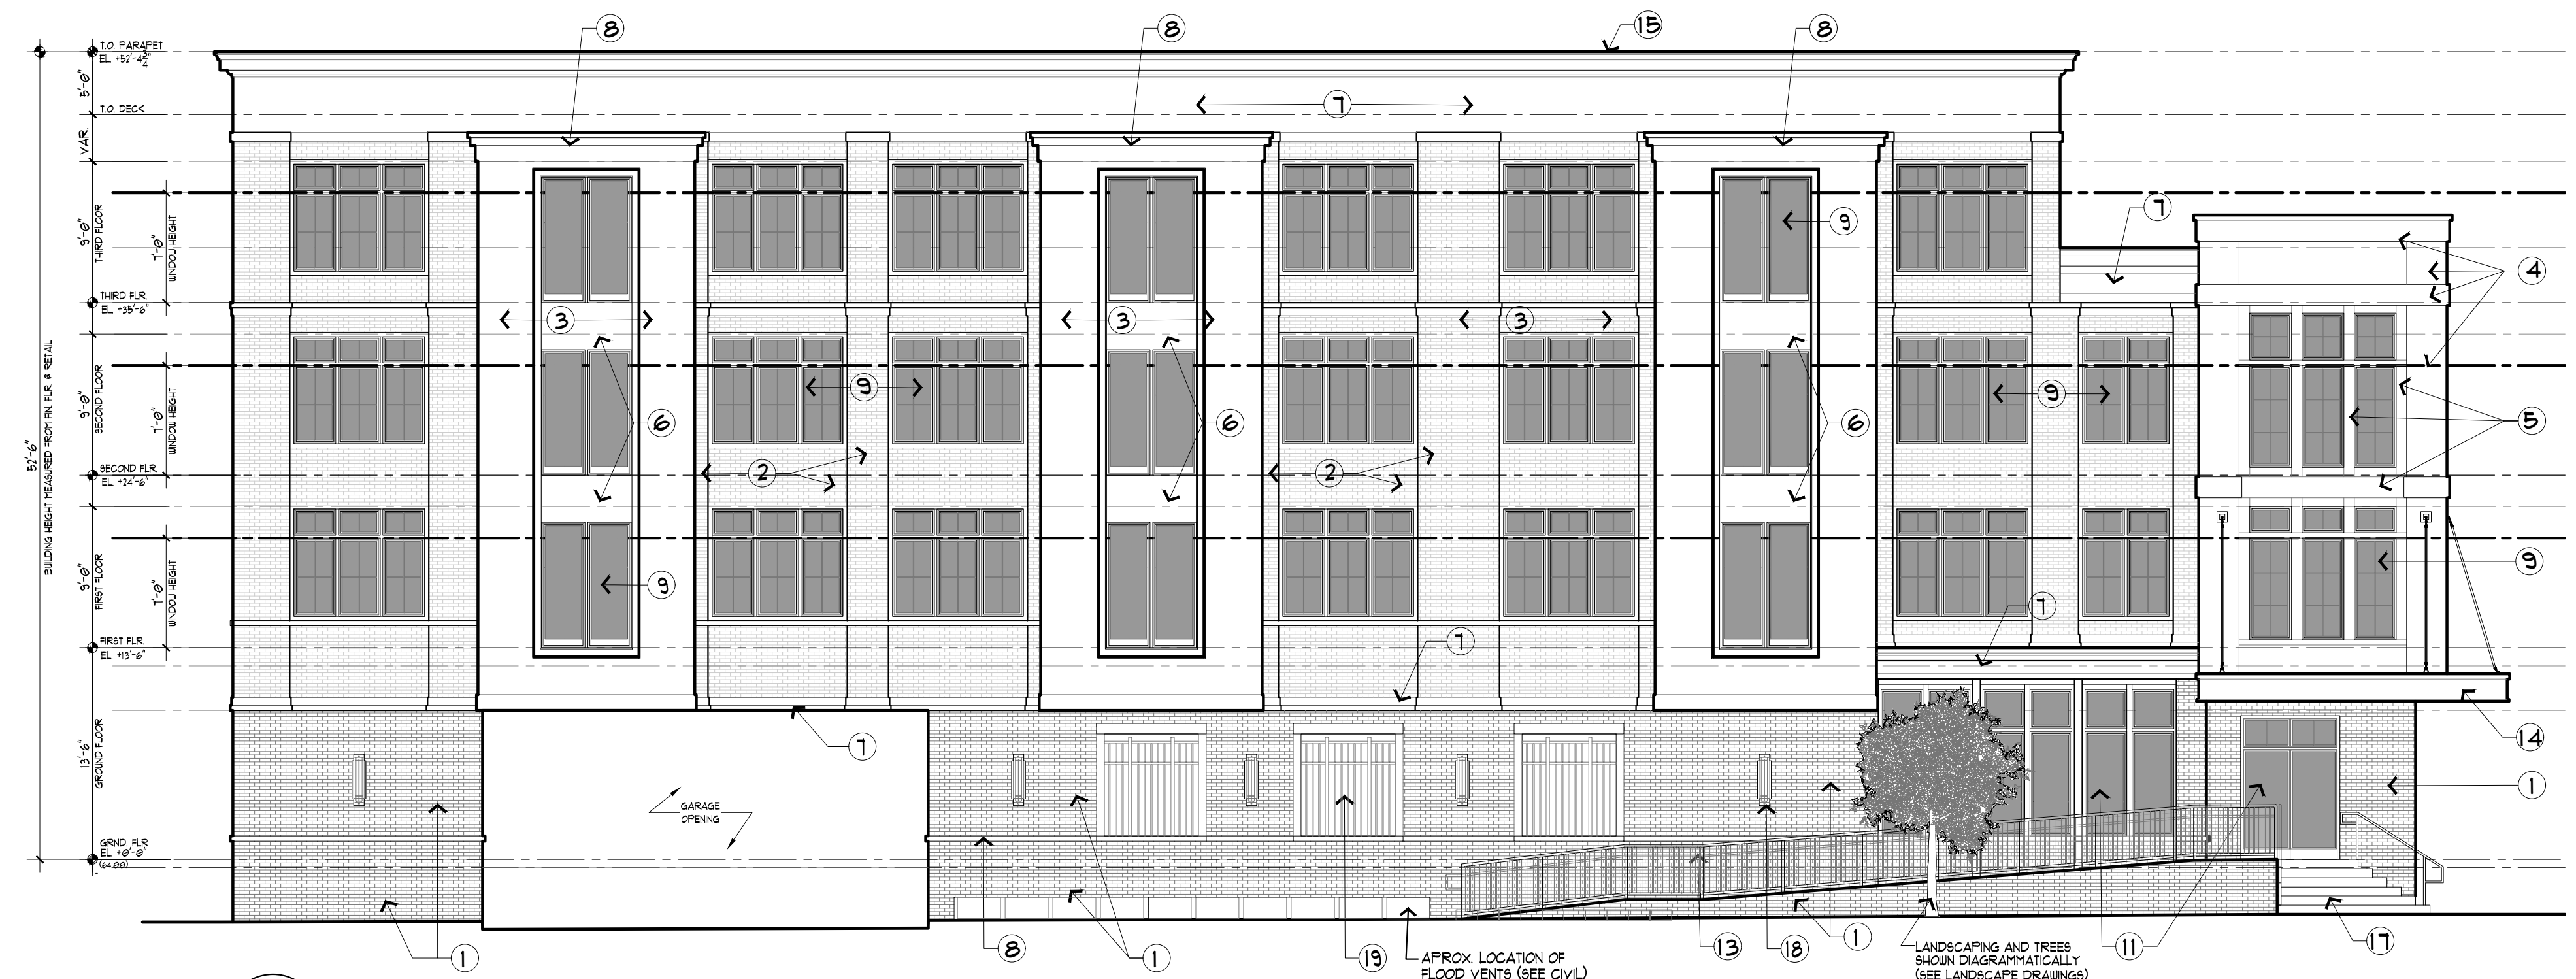 8
8
15
8
T.O. PARAPET
EL. +52'-4 3/4"
5'-0"
T.O. DECK
7
VAR.
9'-0"
THIRD FLOOR
7'-0"
WINDOW HEIGHT
9
7
4
THIRD FLR.
EL. +35'-6"
3
3
3
9'-0"
SECOND FLOOR
7'-0"
WINDOW HEIGHT
9
9
6
6
6
5
52'-6"
BUILDING HEIGHT MEASURED FROM FIN. FLR. @ RETAIL
SECOND FLR.
EL. +24'-6"
2
2
9'-0"
FIRST FLOOR
7'-0"
WINDOW HEIGHT
9
9
7
FIRST FLR.
EL. +13'-6"
7
7
14
13'-6"
GROUND FLOOR
GARAGE
OPENING
1
GRND. FLR
EL. +0'-0"
(64.00)
1
8
1
19
APROX. LOCATION OF
FLOOD VENTS (SEE CIVIL)
13
18
1
LANDSCAPING AND TREES
SHOWN DIAGRAMMATICALLY
(SEE LANDSCAPE DRAWINGS)
11
17